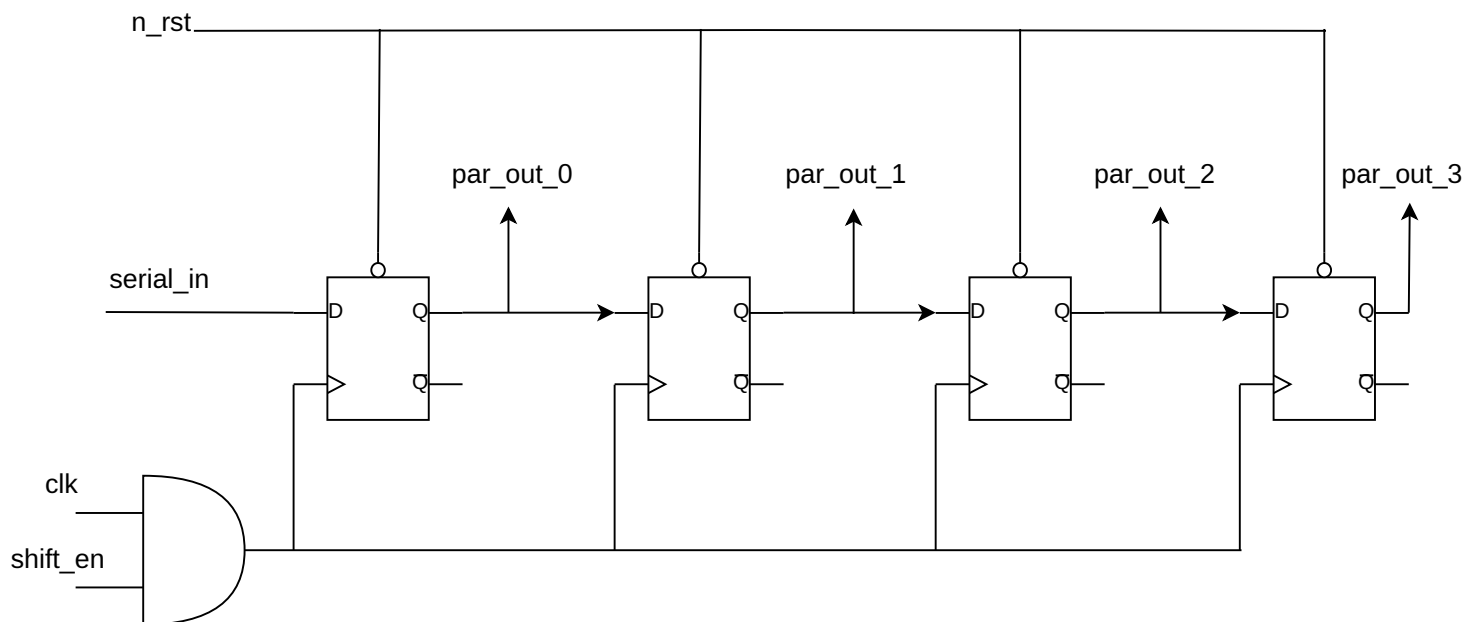 n_rst
par_out_0
par_out_1
par_out_2
par_out_3
serial_in
D Q
D Q
D Q
D Q
Q̅
Q̅
Q̅
Q̅
clk
shift_en